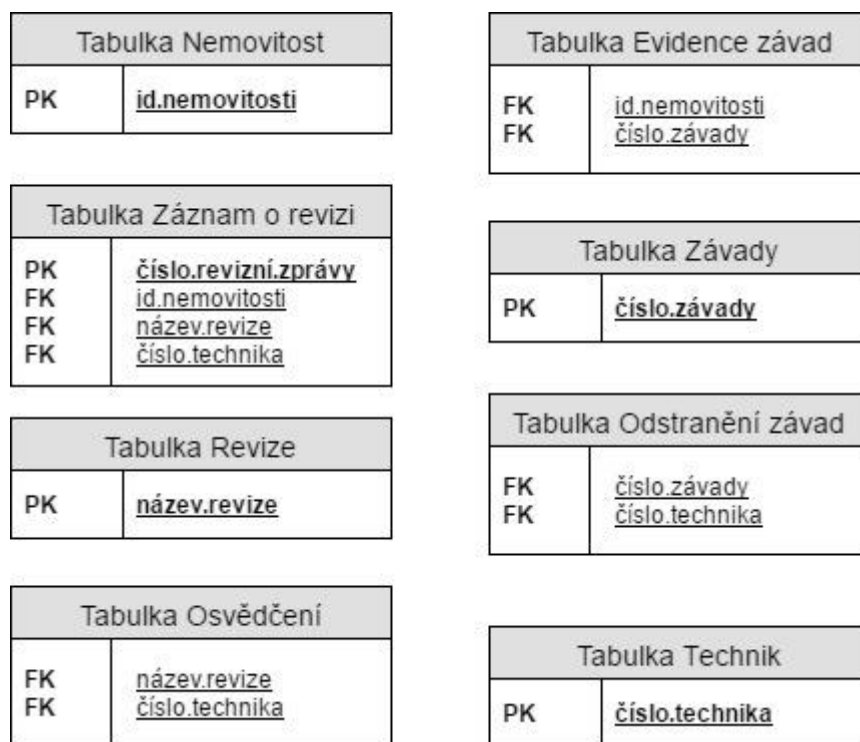 Tabulka Nemovitost
PK id.nemovitosti
Tabulka Záznam o revizi
PK číslo.revizní.zprávy
FK id.nemovitosti
FK název.revize
FK číslo.technika
Tabulka Revize
PK název.revize
Tabulka Osvědčení
FK název.revize
FK číslo.technika
Tabulka Evidence závad
FK id.nemovitosti
FK číslo.závady
Tabulka Závady
PK číslo.závady
Tabulka Odstranění závad
FK číslo.závady
FK číslo.technika
Tabulka Technik
PK číslo.technika